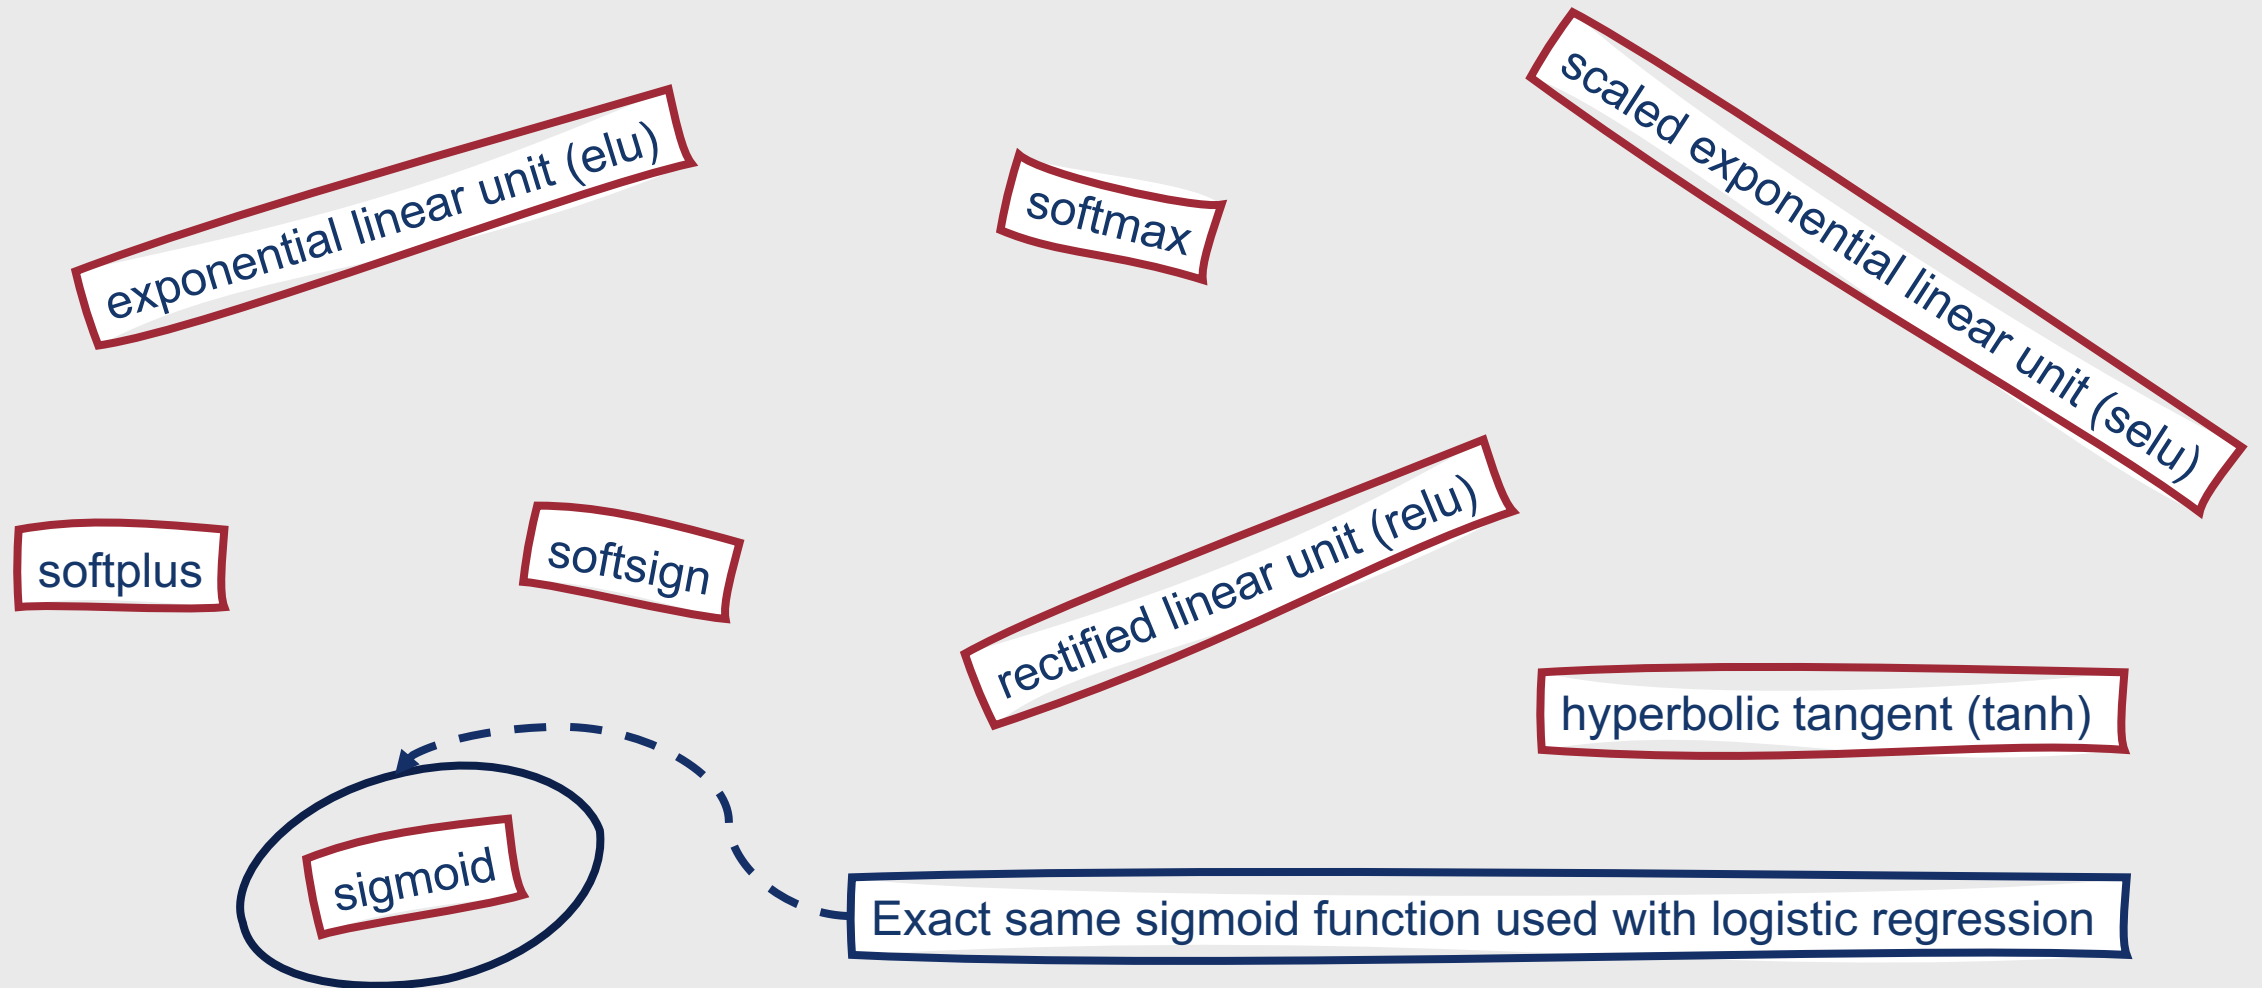 exponential linear unit (elu)
softmax
scaled exponential linear unit (selu)
softplus
softsign
rectified linear unit (relu)
hyperbolic tangent (tanh)
sigmoid
Exact same sigmoid function used with logistic regression